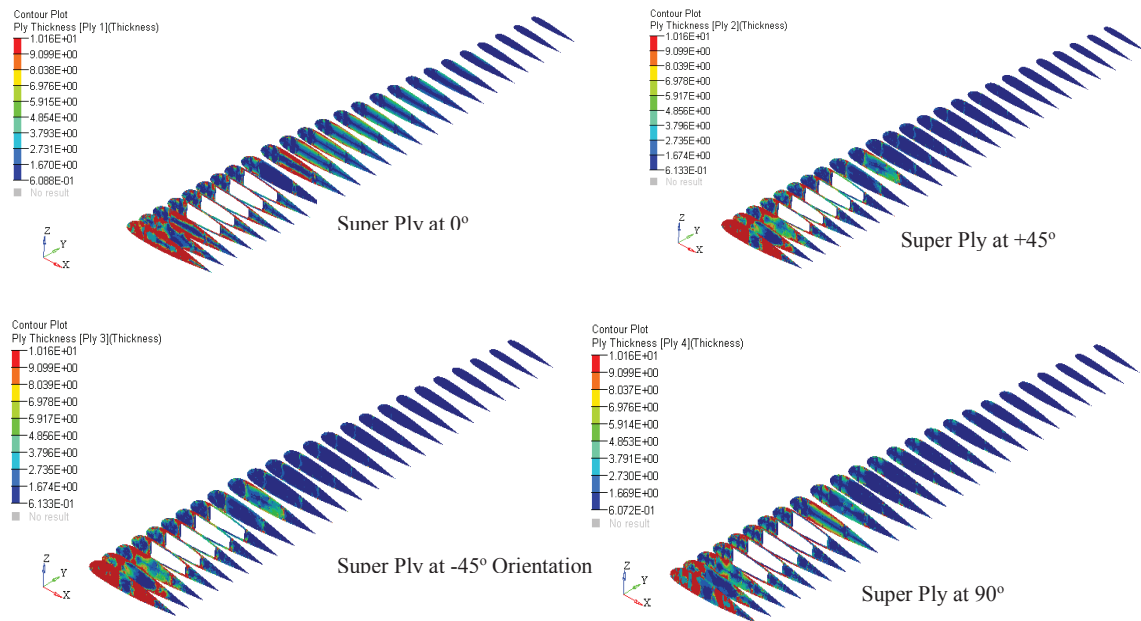 Contour Plot
Ply Thickness [Ply 1](Thickness)
1.016E+01
9.099E+00
8.038E+00
6.976E+00
5.915E+00
4.854E+00
3.793E+00
2.731E+00
1.670E+00
6.088E-01
No result
Z
Y
X
Super Ply at 0º
Contour Plot
Ply Thickness [Ply 2](Thickness)
1.016E+01
9.099E+00
8.039E+00
6.978E+00
5.917E+00
4.856E+00
3.796E+00
2.735E+00
1.674E+00
6.133E-01
No result
Z
Y
X
Super Ply at +45º
Contour Plot
Ply Thickness [Ply 3](Thickness)
1.016E+01
9.099E+00
8.039E+00
6.978E+00
5.917E+00
4.856E+00
3.796E+00
2.735E+00
1.674E+00
6.133E-01
No result
Z
Y
X
Super Ply at -45º Orientation
Contour Plot
Ply Thickness [Ply 4](Thickness)
1.016E+01
9.099E+00
8.037E+00
6.976E+00
5.914E+00
4.853E+00
3.791E+00
2.730E+00
1.669E+00
6.072E-01
No result
Z
Y
X
Super Ply at 90º